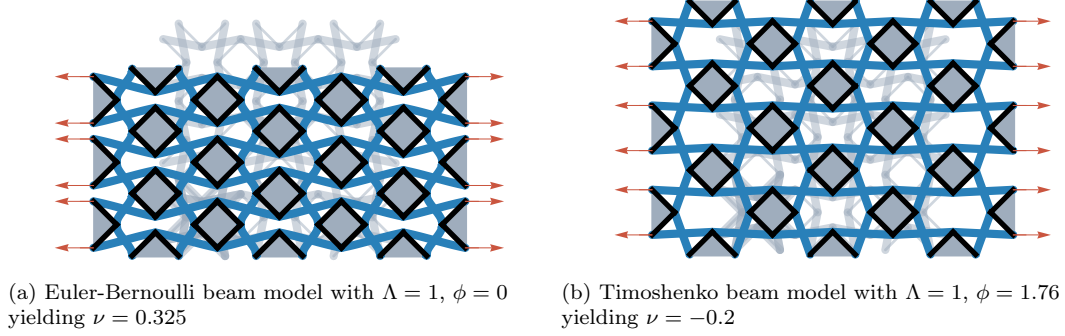 (a) Euler-Bernoulli beam model with Λ = 1, ϕ = 0
yielding ν = 0.325
(b) Timoshenko beam model with Λ = 1, ϕ = 1.76
yielding ν = −0.2